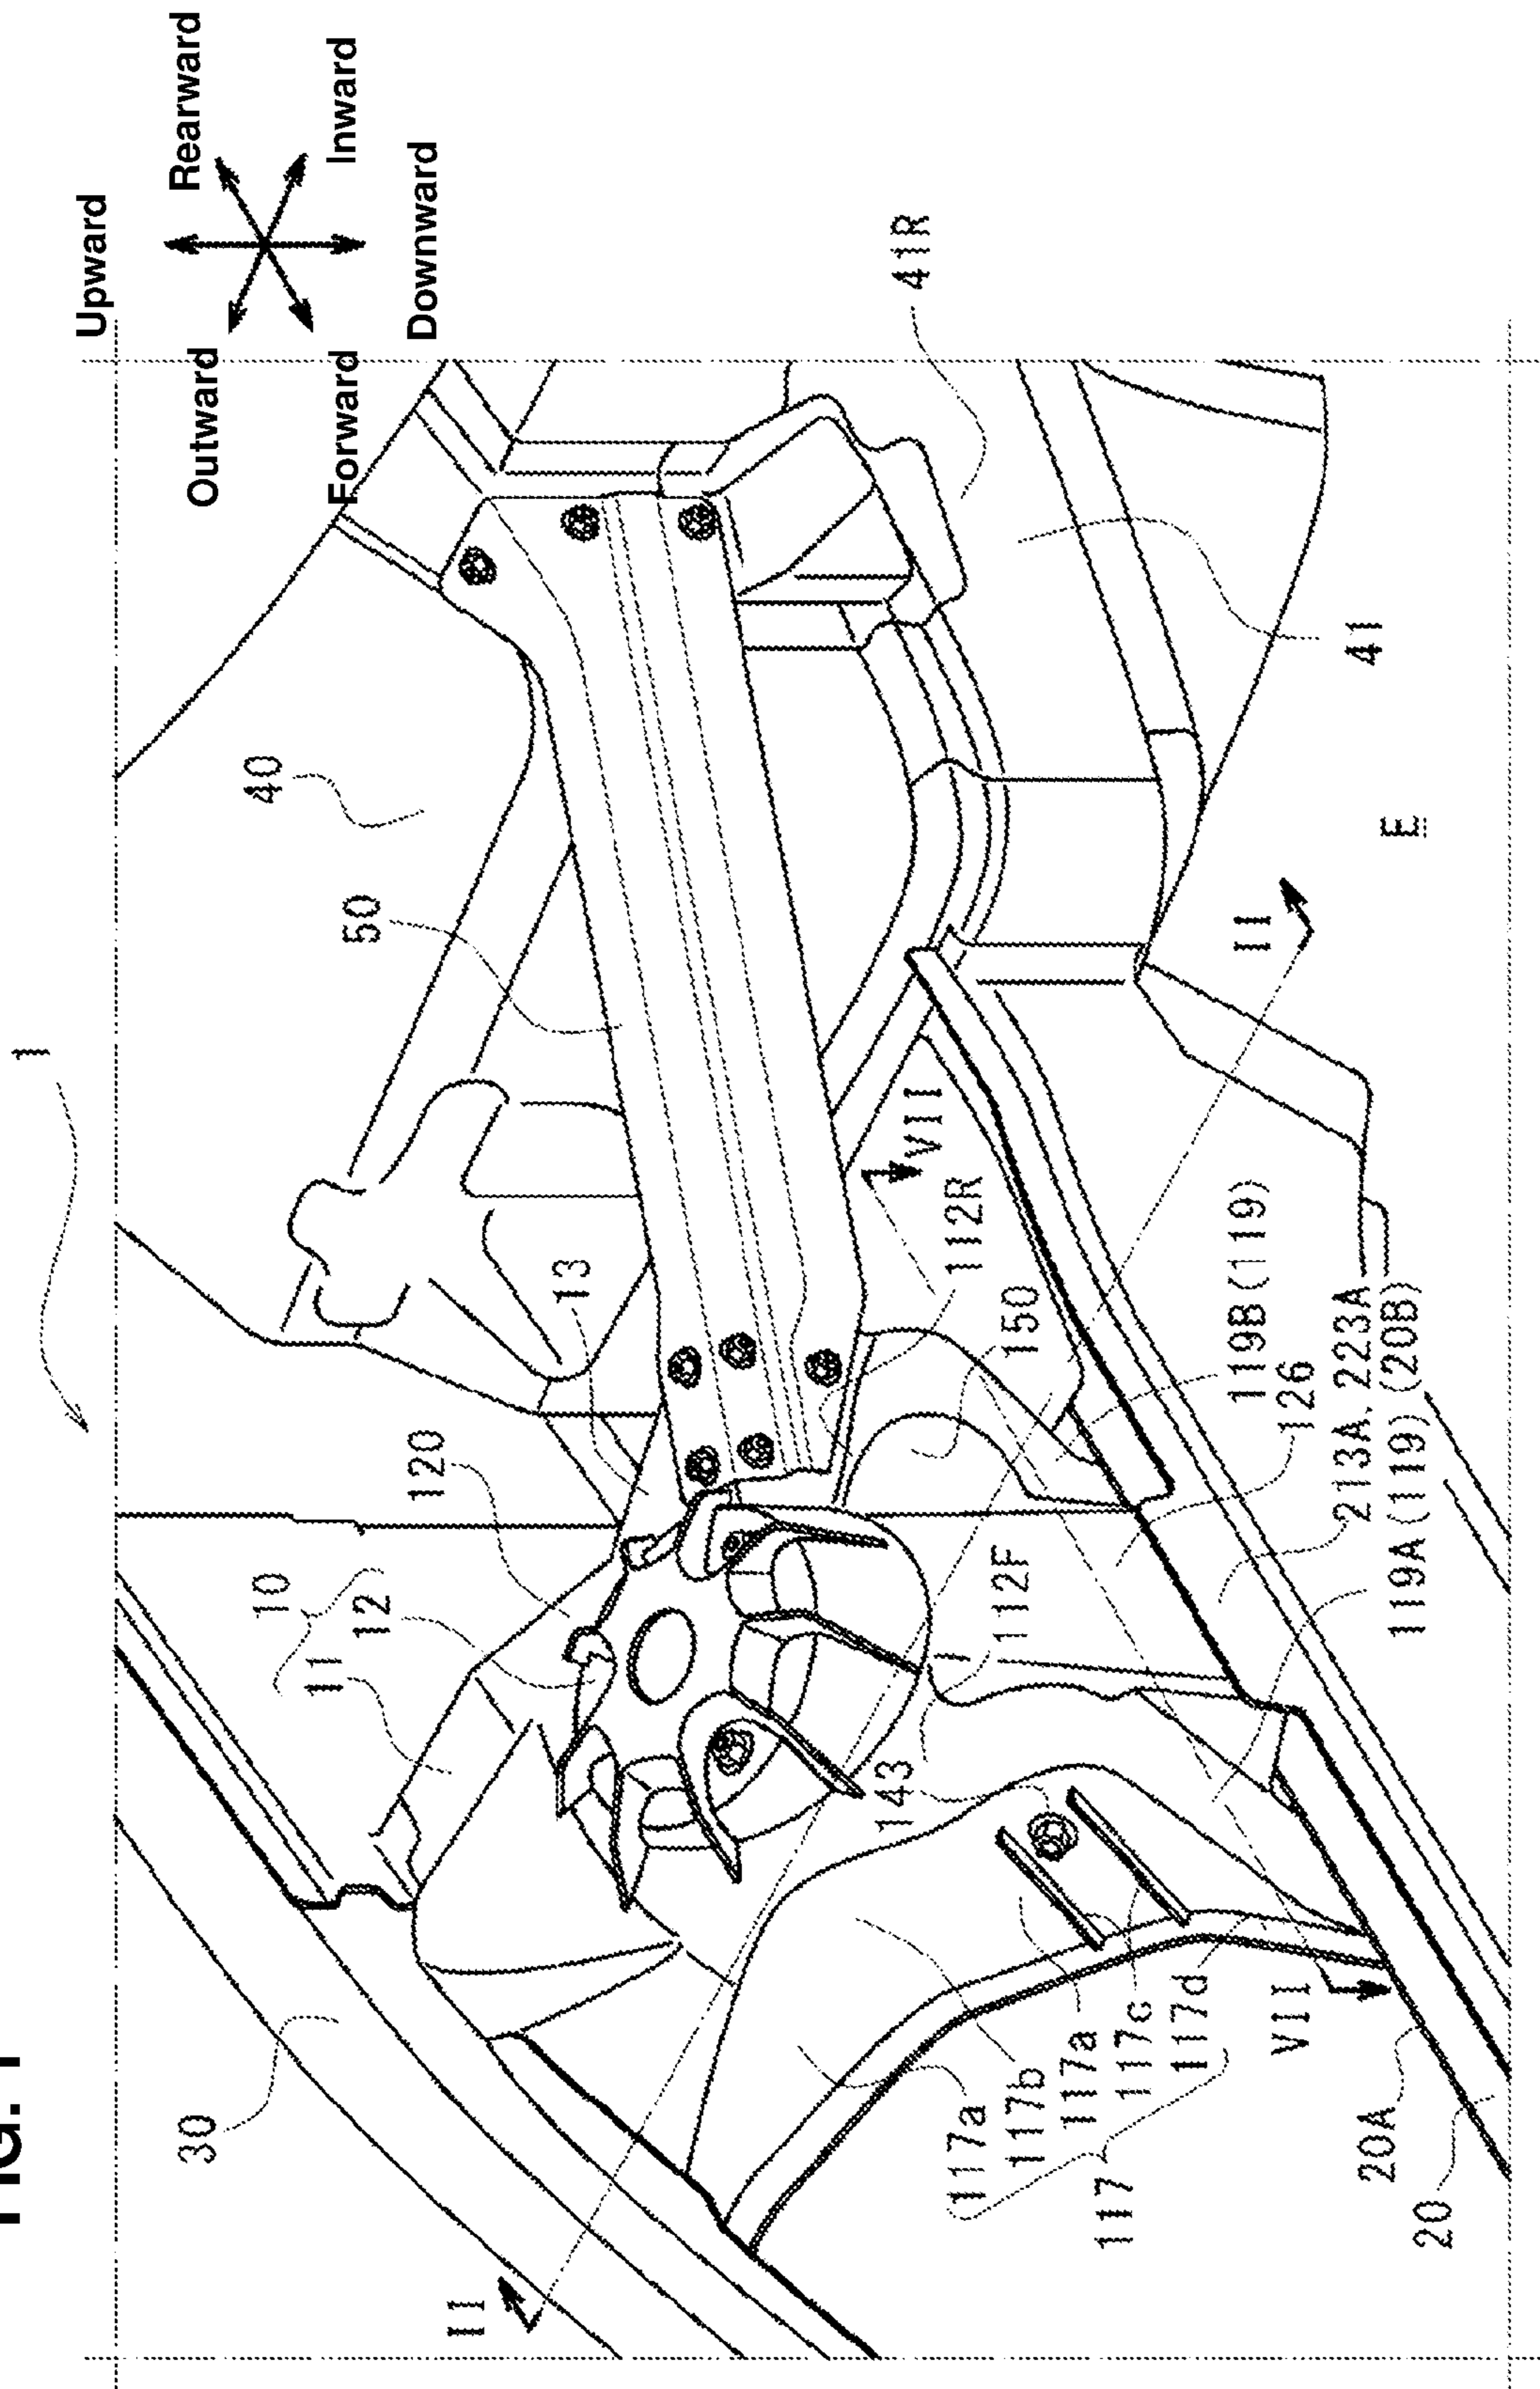 FIG. 1
1
Upward
Rearward
Outward
Inward
Forward
Downward
30
10
11
12
120
13
50
40
41R
41
E
II
II
VII
VII
112R
150
112F
143
119B(119)
126
213A, 223A
119A(119)(20B)
117a
117b
117a
117c
117d
117
20A
20